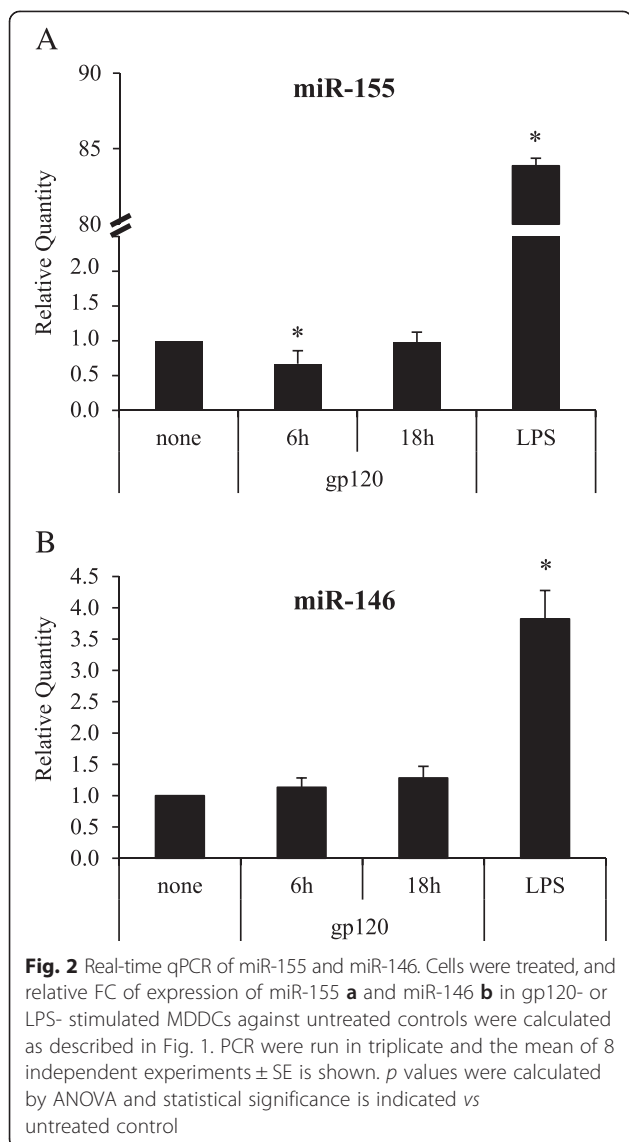 A
miR-155
Relative Quantity
90
85
80
2.0
1.5
1.0
0.5
0.0
*
*
none 6h 18h LPS
gp120
B
miR-146
Relative Quantity
4.5
4.0
3.5
3.0
2.5
2.0
1.5
1.0
0.5
0.0
*
none 6h 18h LPS
gp120
Fig. 2 Real-time qPCR of miR-155 and miR-146. Cells were treated, and
relative FC of expression of miR-155 a and miR-146 b in gp120- or
LPS- stimulated MDDCs against untreated controls were calculated
as described in Fig. 1. PCR were run in triplicate and the mean of 8
independent experiments ± SE is shown. p values were calculated
by ANOVA and statistical significance is indicated vs
untreated control